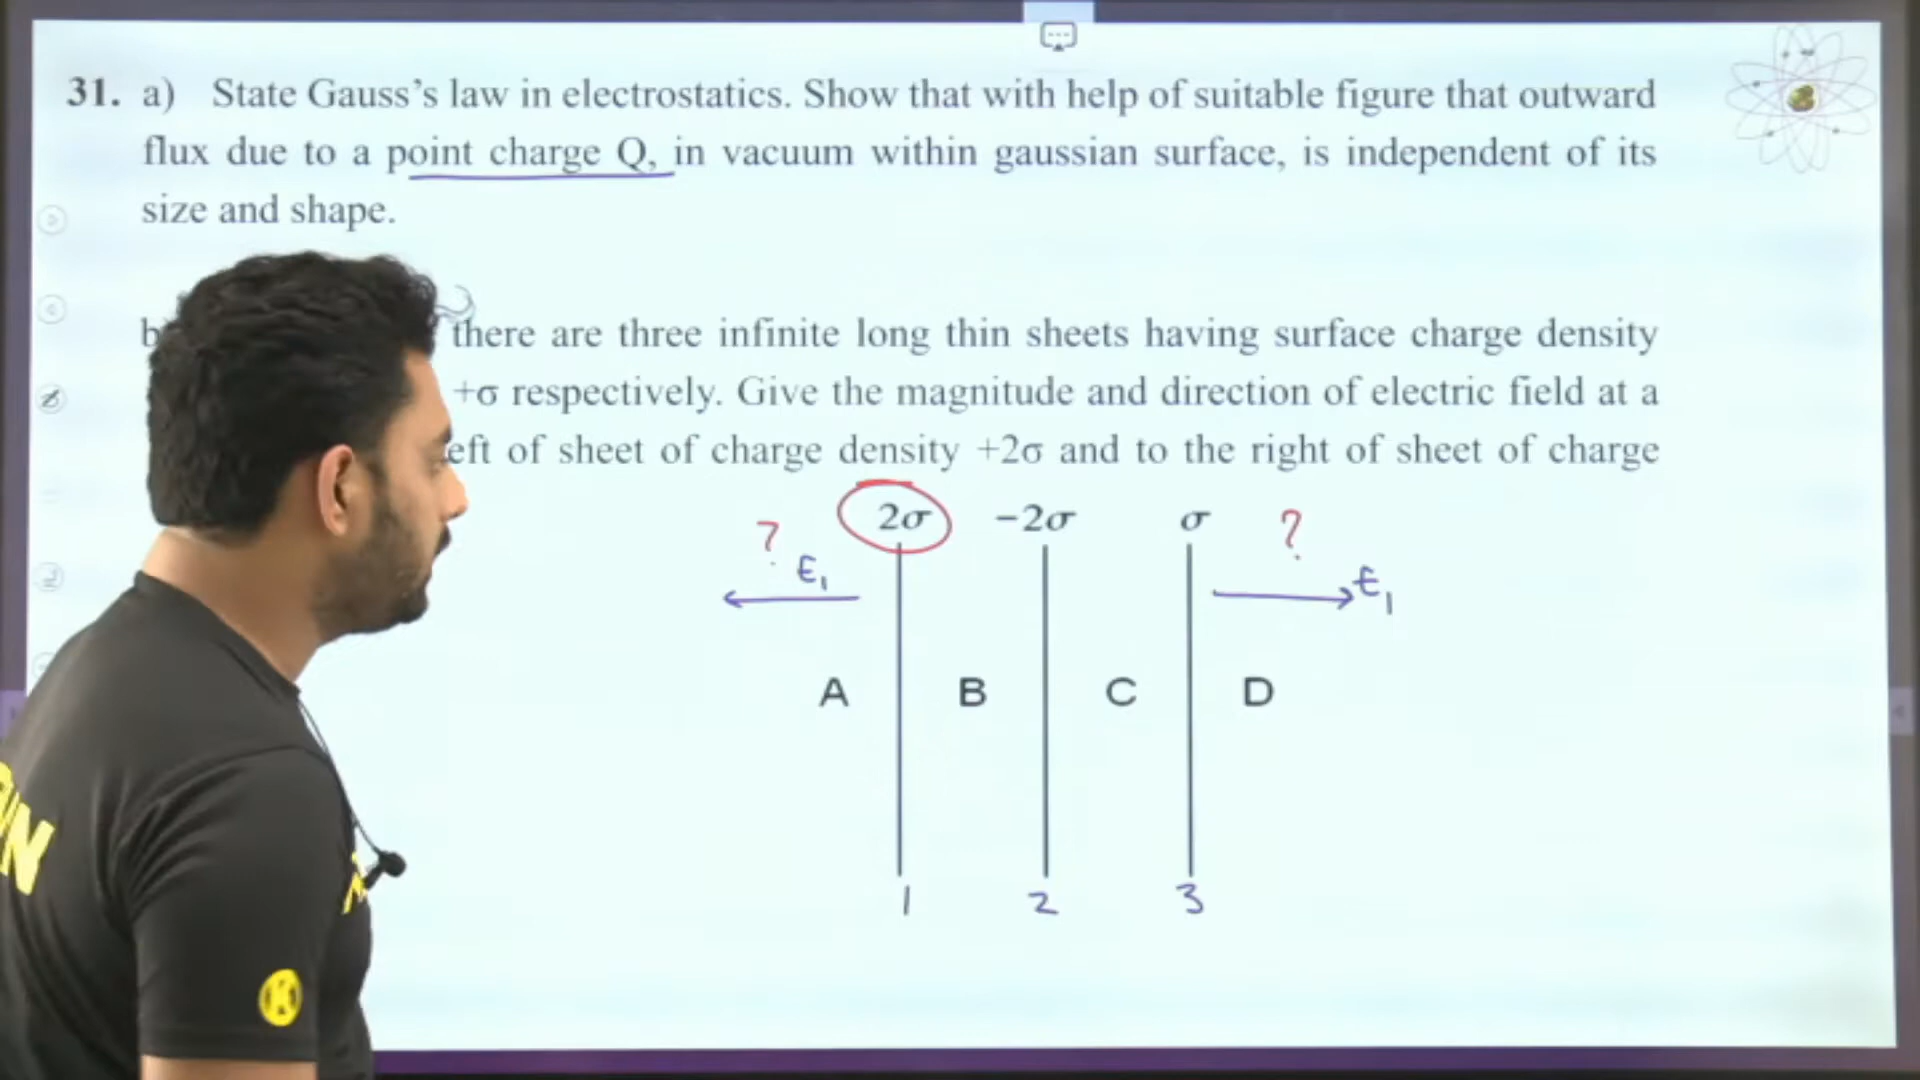 31. a) State Gauss's law in electrostatics. Show that with help of suitable figure that outward
flux due to a point charge Q, in vacuum within gaussian surface, is independent of its
size and shape.
there are three infinite long thin sheets having surface charge density
+σ respectively. Give the magnitude and direction of electric field at a
eft of sheet of charge density +2σ and to the right of sheet of charge
2σ -2σ σ
? ?
E₁ E₁
A B C D
1 2 3